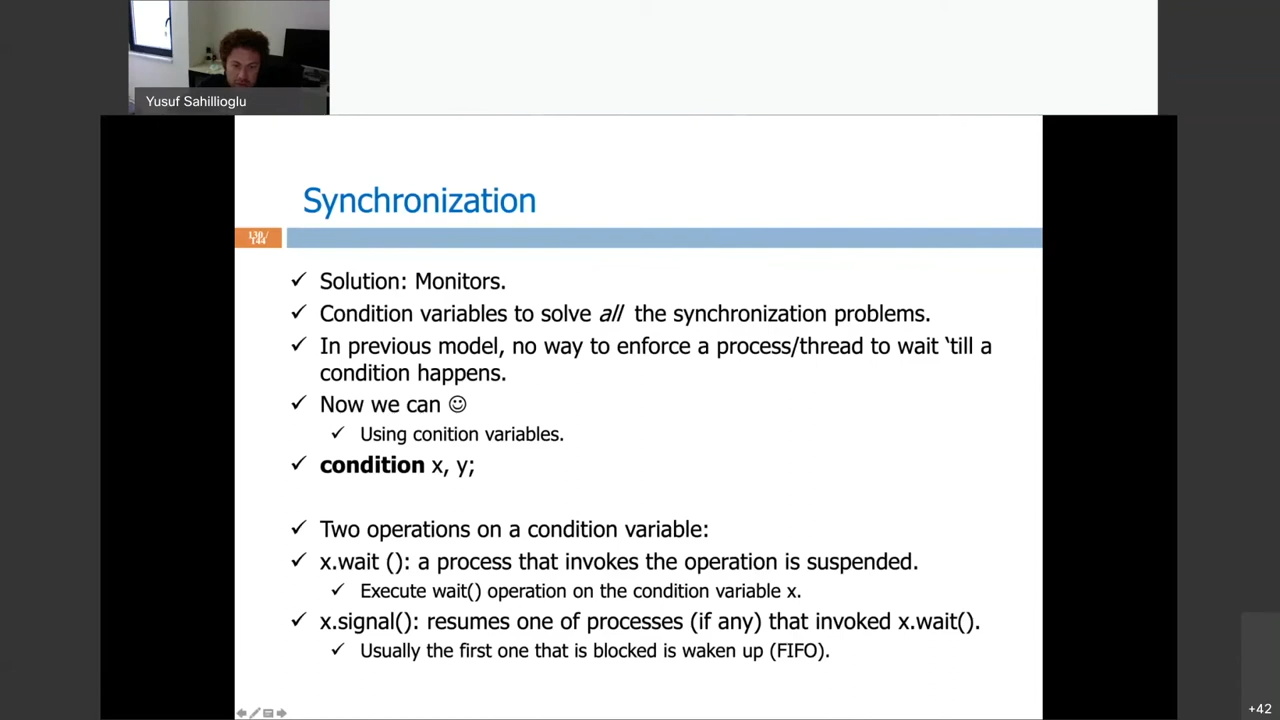 Yusuf Sahillioglu
Synchronization
130/
144
Solution: Monitors.
Condition variables to solve all the synchronization problems.
In previous model, no way to enforce a process/thread to wait ‘till a
condition happens.
Now we can ☺
Using conition variables.
condition x, y;
Two operations on a condition variable:
x.wait (): a process that invokes the operation is suspended.
Execute wait() operation on the condition variable x.
x.signal(): resumes one of processes (if any) that invoked x.wait().
Usually the first one that is blocked is waken up (FIFO).
+42